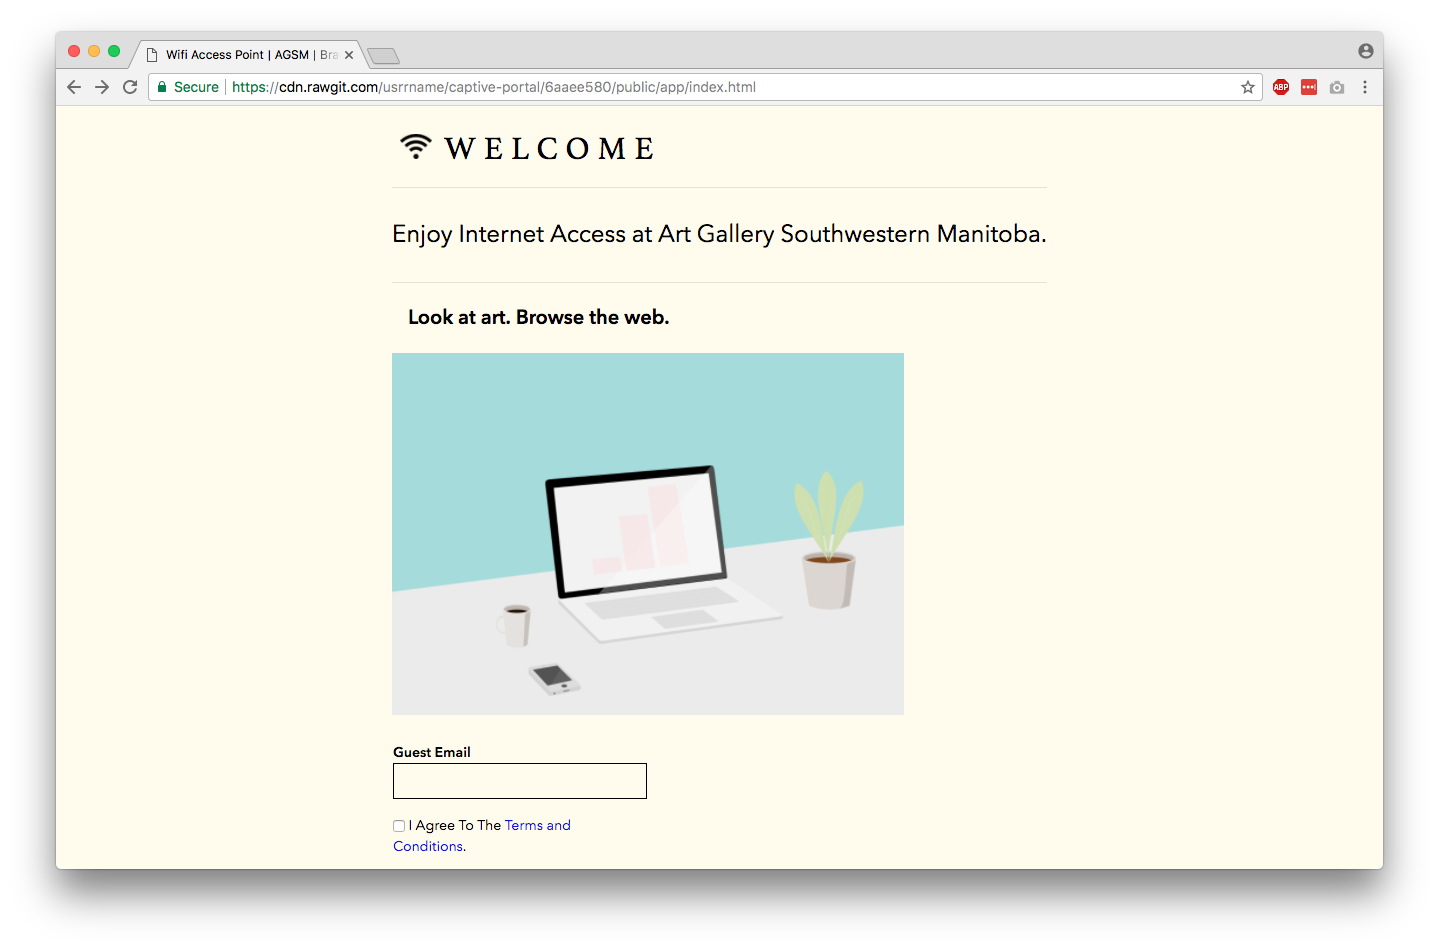 Wifi Access Point | AGSM | Bra
Secure https://cdn.rawgit.com/usrrname/captive-portal/6aaee580/public/app/index.html
ABP
WELCOME
Enjoy Internet Access at Art Gallery Southwestern Manitoba.
Look at art. Browse the web.
Guest Email
I Agree To The Terms and
Conditions.